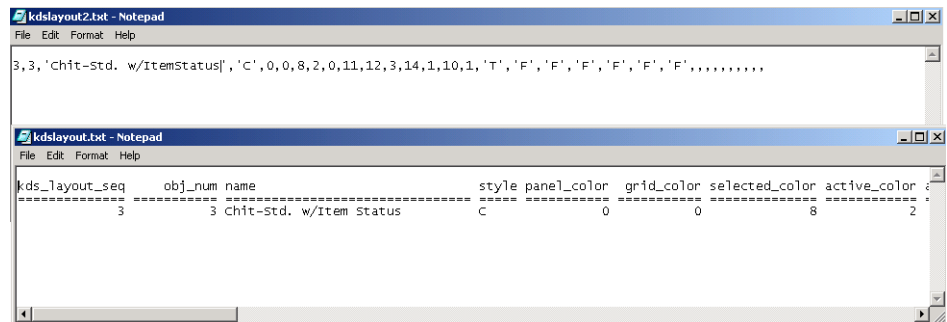 kdslayout2.txt - Notepad
File Edit Format Help
3,3,'Chit-Std. w/ItemStatus','C',0,0,8,2,0,11,12,3,14,1,10,1,'T','F','F','F','F','F','F',,,,,,,,,,
kdslayout.txt - Notepad
File Edit Format Help
kds_layout_seq obj_num name style panel_color grid_color selected_color active_color a
============== =========== ================================ ===== =========== =========== ============== ============ =
3 3 Chit-Std. w/Item Status C 0 0 8 2